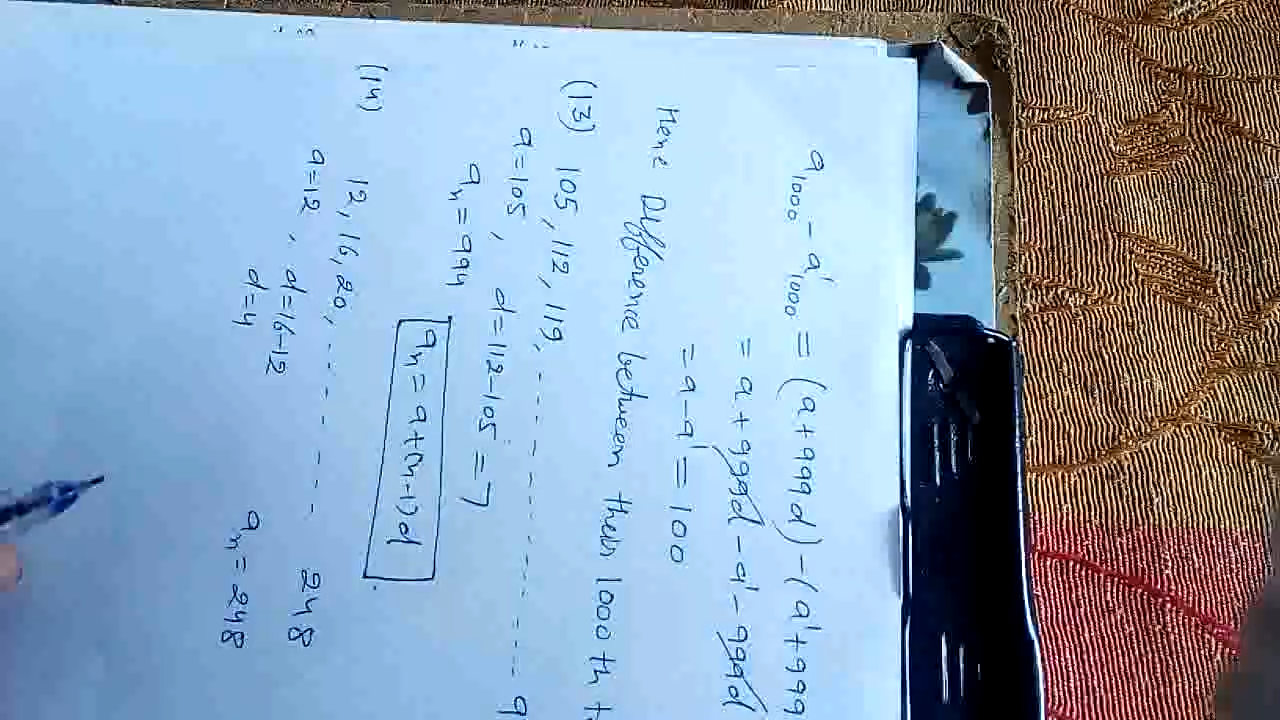 a1000 - a'1000 = (a+999d) - (a'+999
= a+999d - a' - 999d
= a - a' = 100
Hence Difference between their 1000 th t
(13) 105, 112, 119, - - - - - - - - - - 9
a=105, d=112-105 = 7
an = 994
an = a+(n-1)d
(14) 12, 16, 20, - - - - - - - 248
a=12, d=16-12
d=4 an = 248